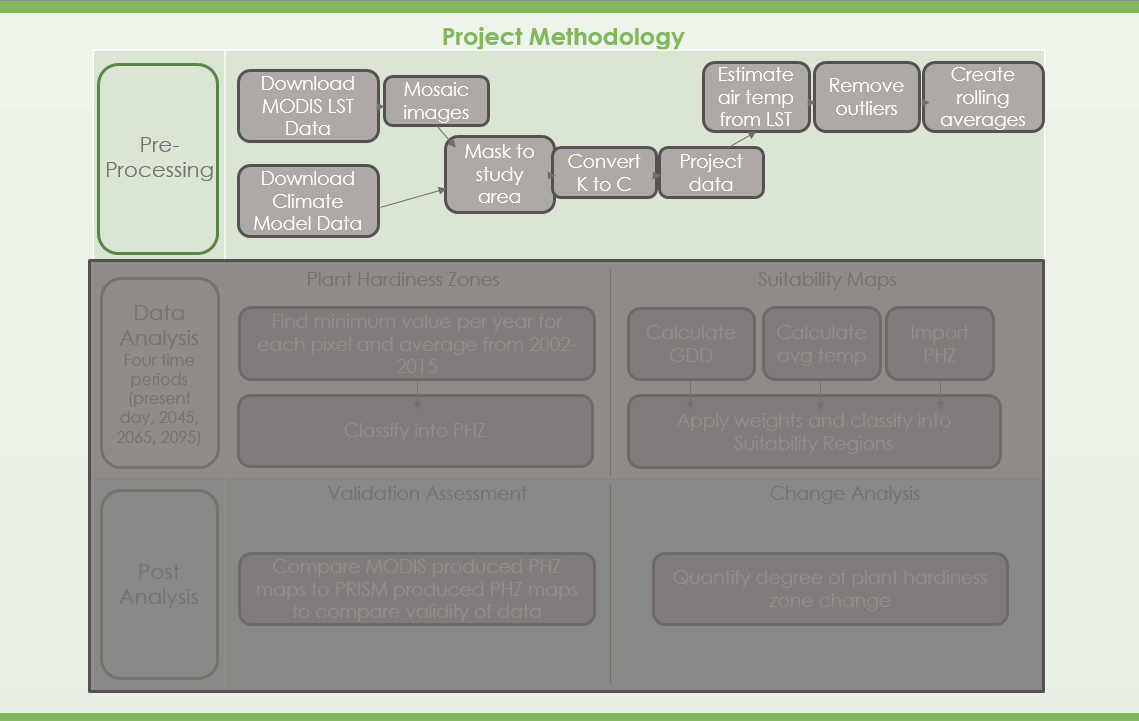 Project Methodology
Pre-
Processing
Download
MODIS LST
Data
Mosaic
images
Download
Climate
Model Data
Mask to
study
area
Convert
K to C
Project
data
Estimate
air temp
from LST
Remove
outliers
Create
rolling
averages
Data
Analysis
Four time
periods
(present
day, 2045,
2065, 2095)
Plant Hardiness Zones
Find minimum value per year for
each pixel and average from 2002-
2015
Classify into PHZ
Suitability Maps
Calculate
GDD
Calculate
avg temp
Import
PHZ
Apply weights and classify into
Suitability Regions
Post
Analysis
Validation Assessment
Compare MODIS produced PHZ
maps to PRISM produced PHZ maps
to compare validity of data
Change Analysis
Quantify degree of plant hardiness
zone change